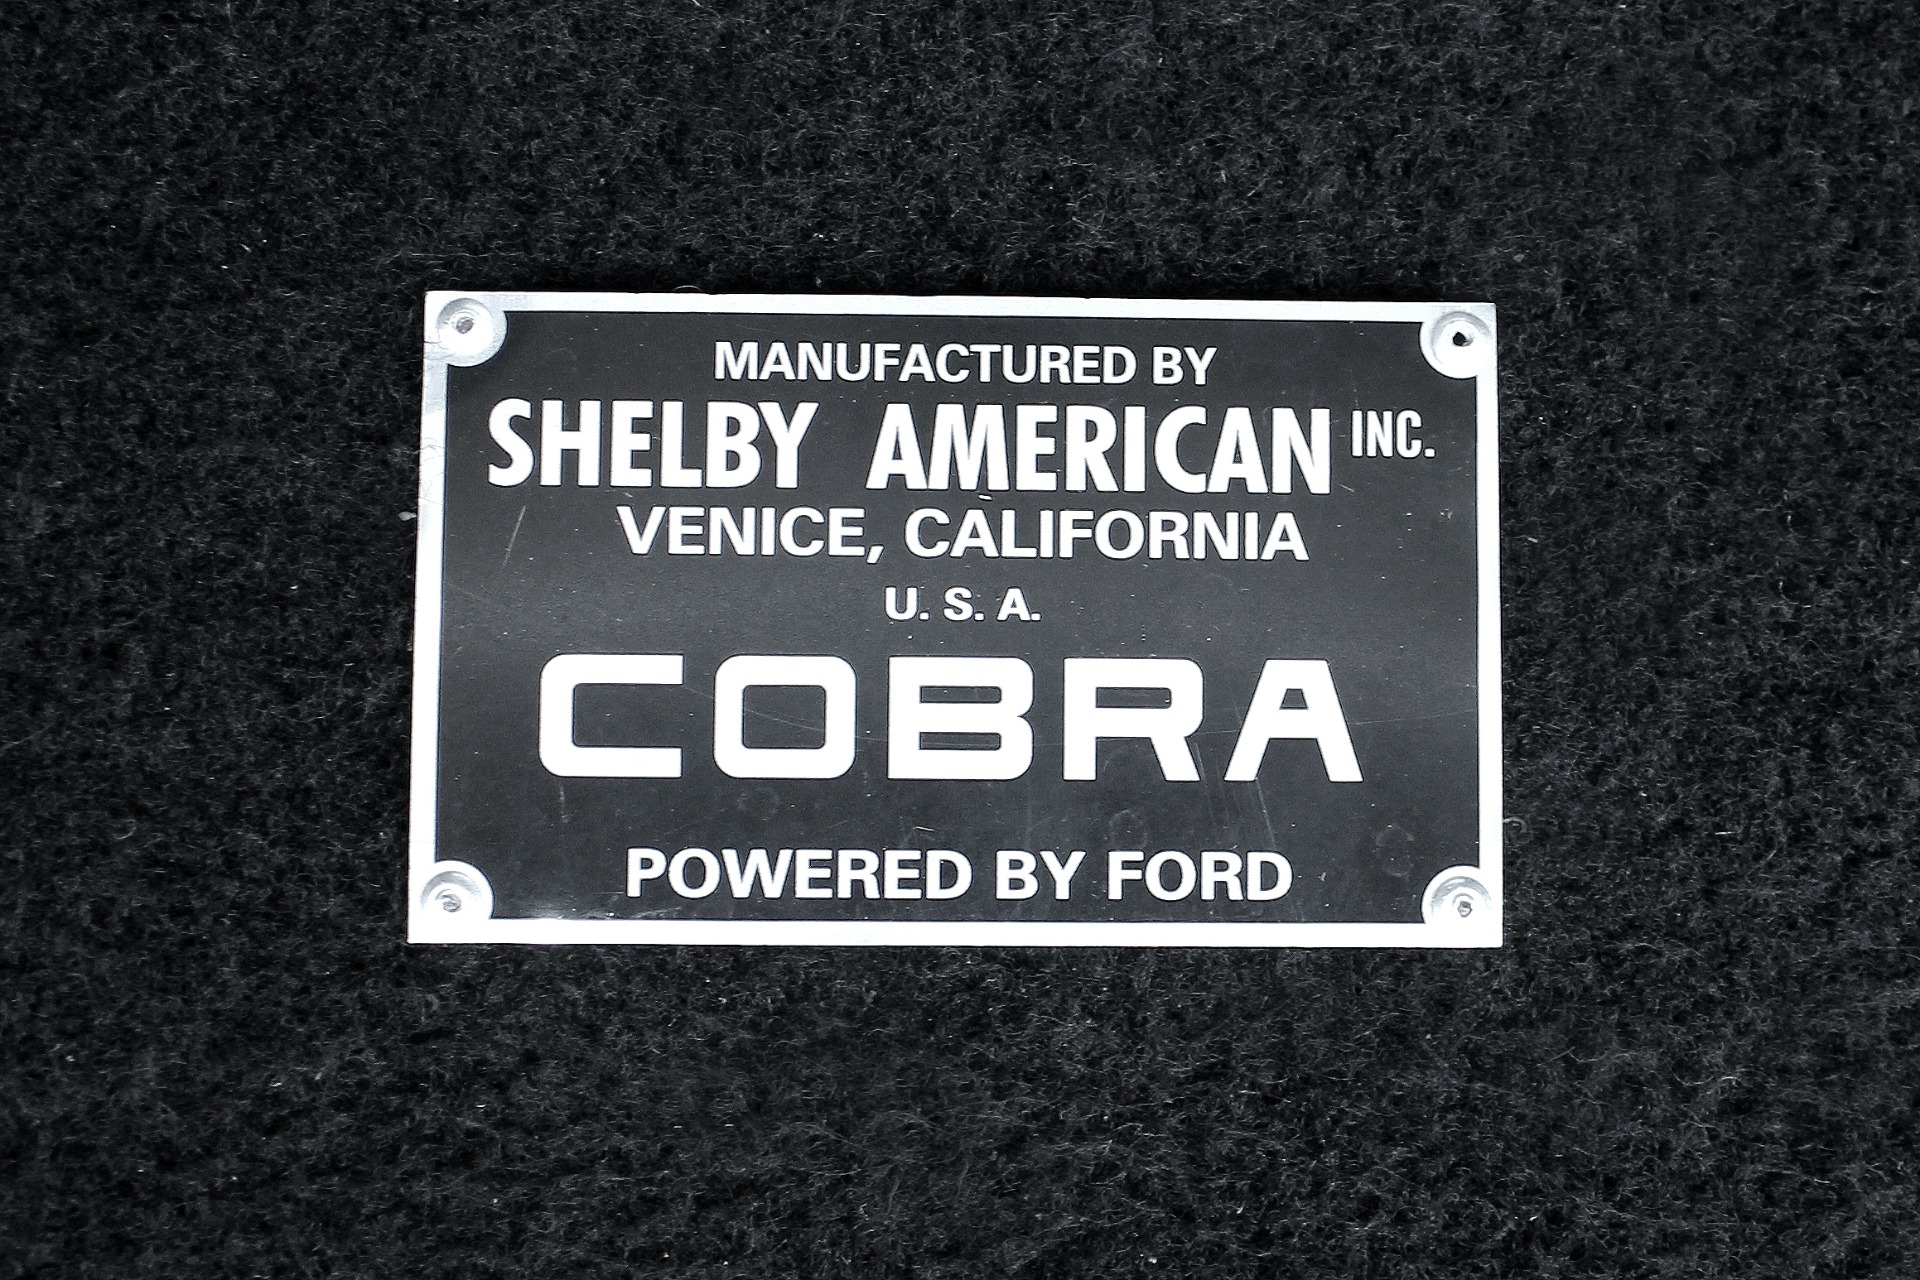 MANUFACTURED BY
SHELBY AMERICAN INC.
VENICE, CALIFORNIA
U. S. A.
COBRA
POWERED BY FORD